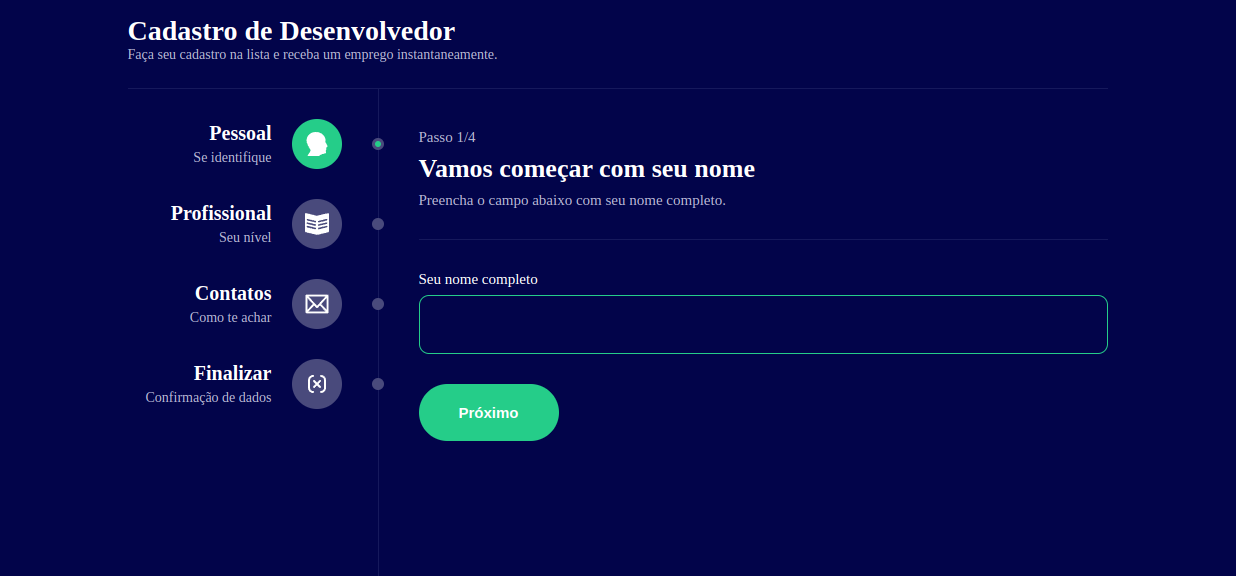 Cadastro de Desenvolvedor
Faça seu cadastro na lista e receba um emprego instantaneamente.
Pessoal
Se identifique
Profissional
Seu nível
Contatos
Como te achar
Finalizar
Confirmação de dados
Passo 1/4
Vamos começar com seu nome
Preencha o campo abaixo com seu nome completo.
Seu nome completo
Próximo